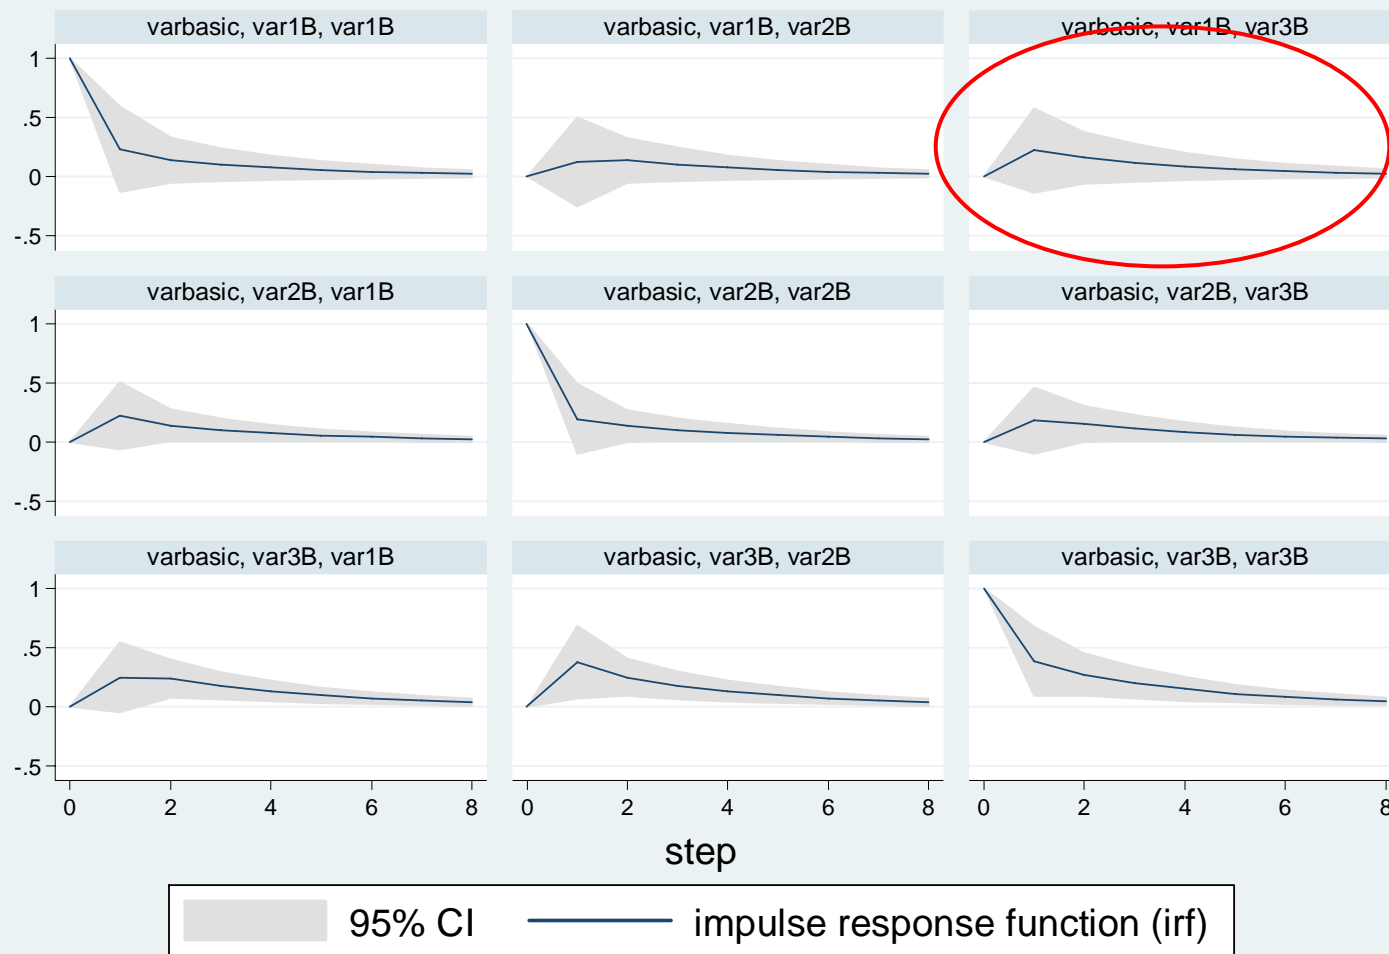 varbasic, var1B, var1B varbasic, var1B, var2B varbasic, var1B, var3B
1
.5
0
-.5
varbasic, var2B, var1B varbasic, var2B, var2B varbasic, var2B, var3B
1
.5
0
-.5
varbasic, var3B, var1B varbasic, var3B, var2B varbasic, var3B, var3B
1
.5
0
-.5
0 2 4 6 8 0 2 4 6 8 0 2 4 6 8
step
95% CI impulse response function (irf)